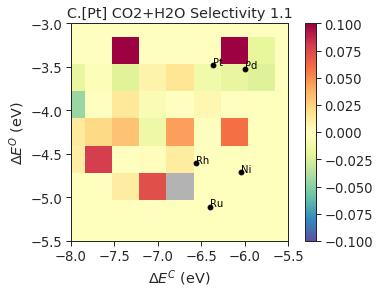 C.[Pt] CO2+H2O Selectivity 1.1
−3.0
−3.5
−4.0
−4.5
−5.0
−5.5
ΔE^O (eV)
Pt
Pd
Rh
Ni
Ru
−8.0 −7.5 −7.0 −6.5 −6.0 −5.5
ΔE^C (eV)
0.100
0.075
0.050
0.025
0.000
−0.025
−0.050
−0.075
−0.100